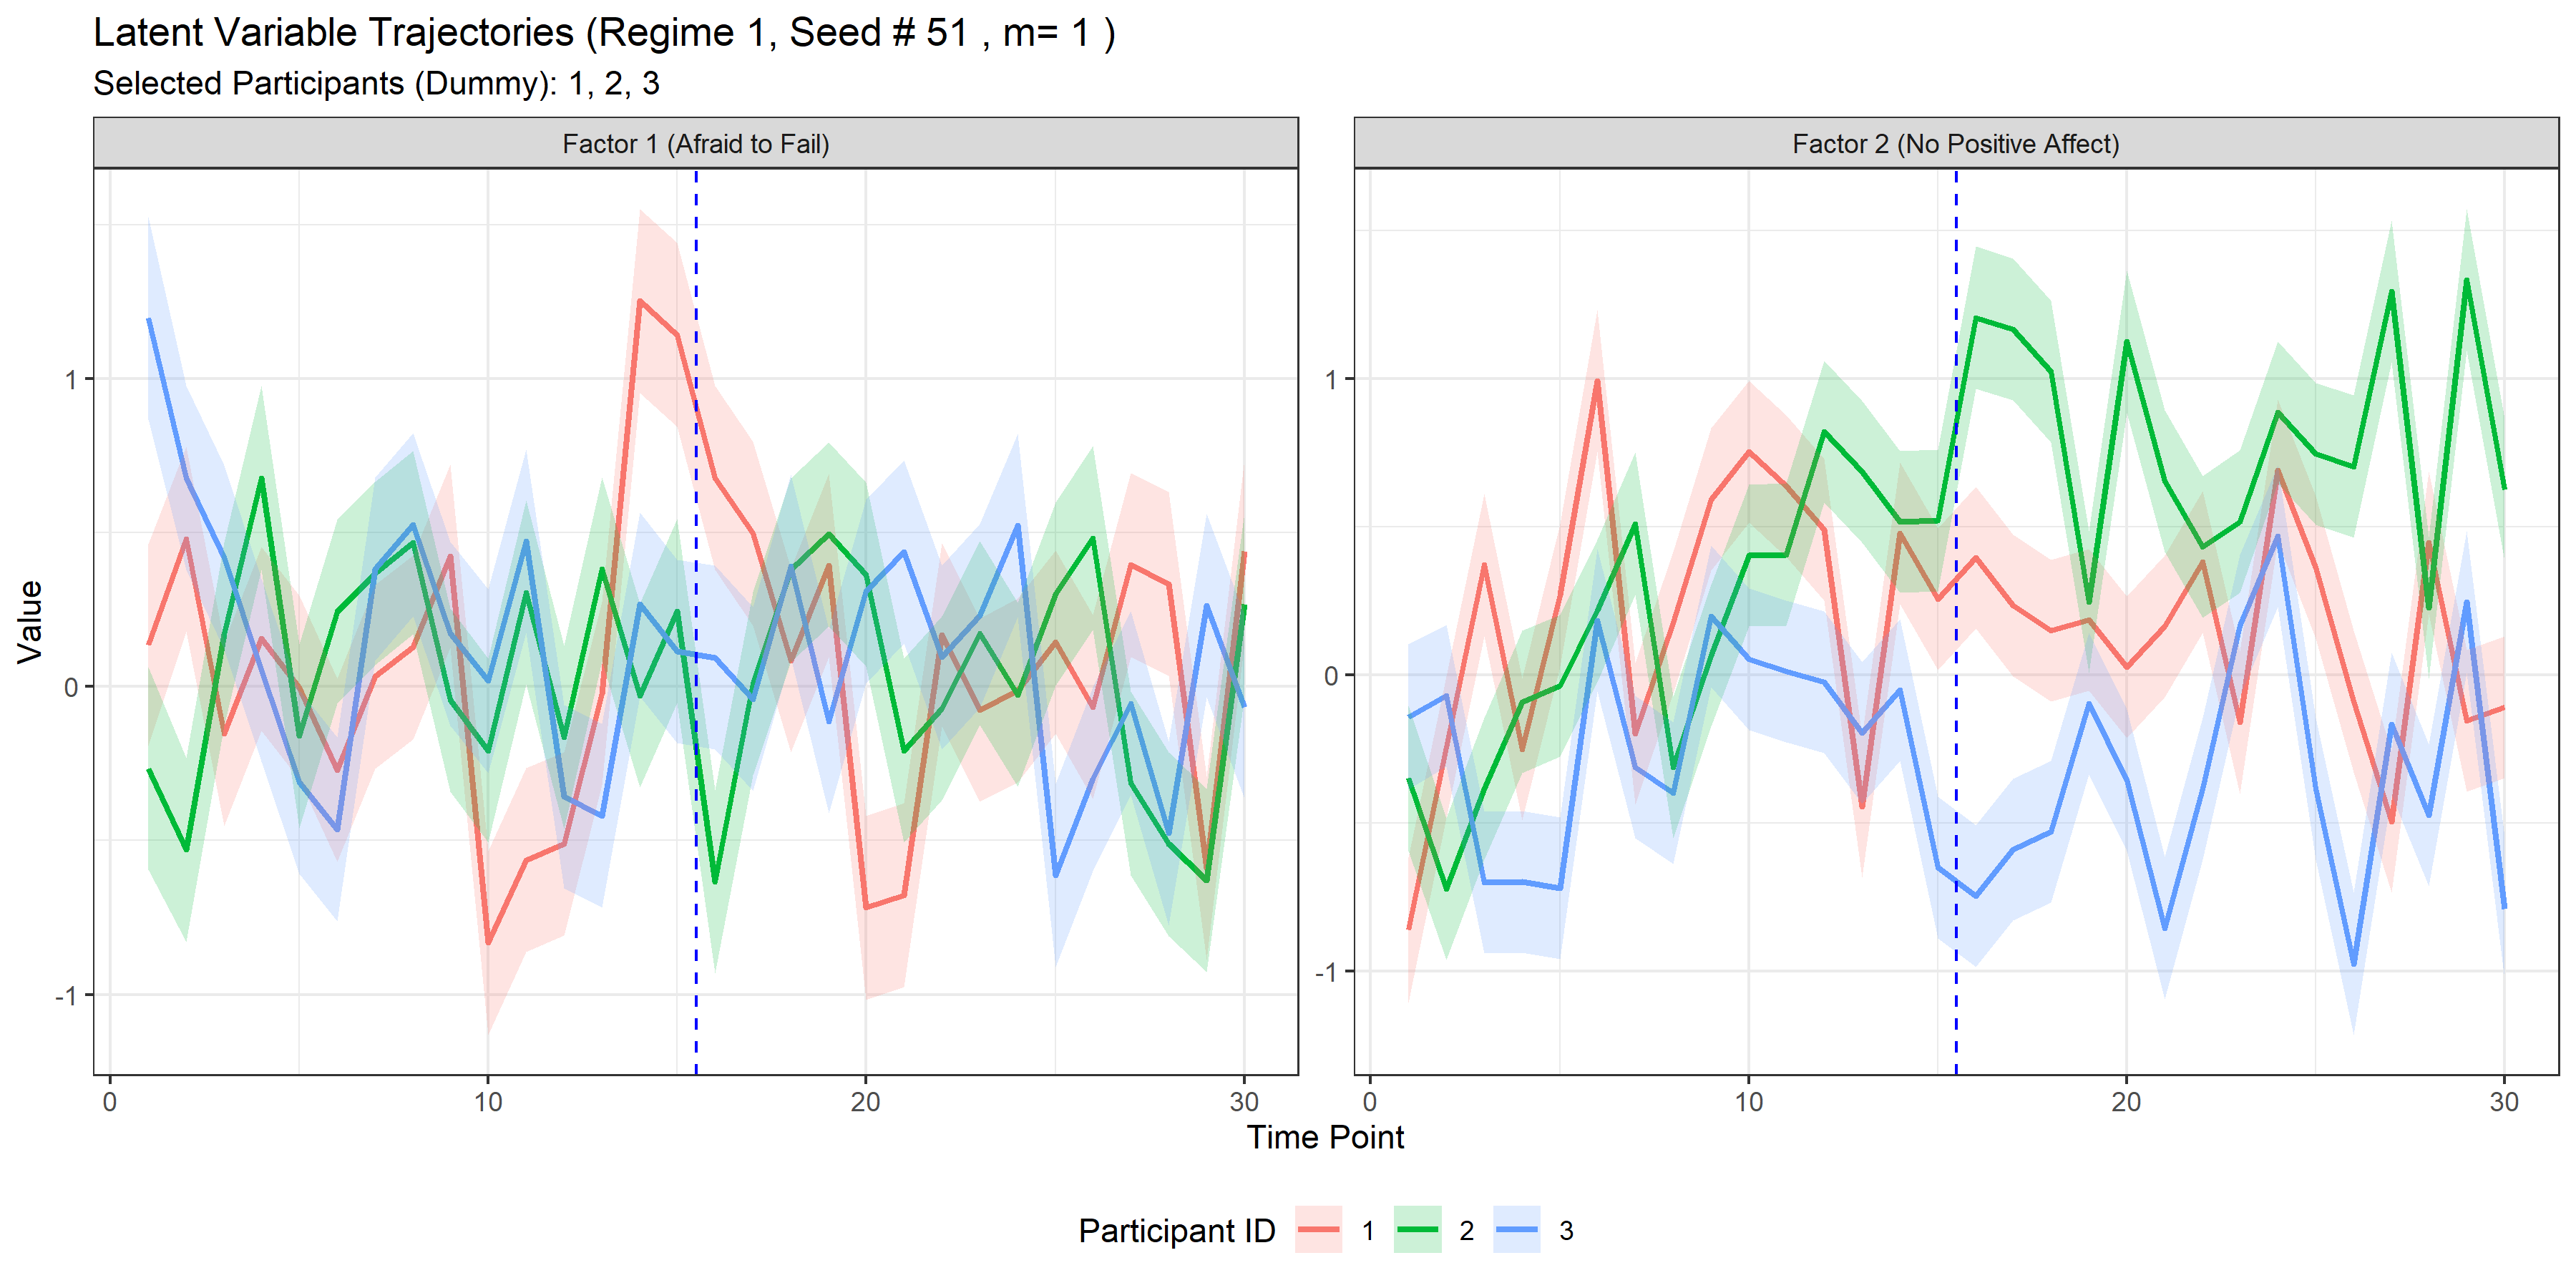 Latent Variable Trajectories (Regime 1, Seed # 51 , m= 1 )
Selected Participants (Dummy): 1, 2, 3
Factor 1 (Afraid to Fail)
Factor 2 (No Positive Affect)
Value
1
0
-1
1
0
-1
0 10 20 30
0 10 20 30
Time Point
Participant ID 1 2 3